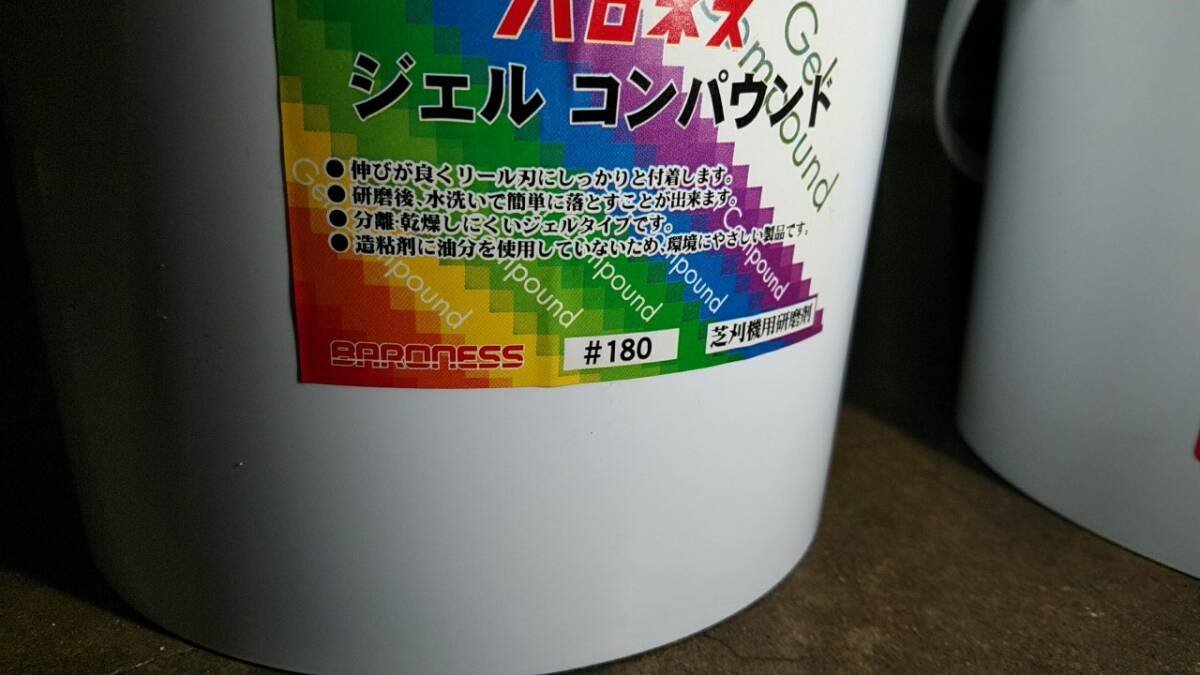 バロネス
ジェル コンパウンド
Gel Compound
● 伸びが良くリール刃にしっかりと付着します。
● 研磨後、水洗いで簡単に落とすことが出来ます。
● 分離・乾燥しにくいジェルタイプです。
● 造粘剤に油分を使用していないため、環境にやさしい製品です。
BARONESS
#180
芝刈機用研磨剤